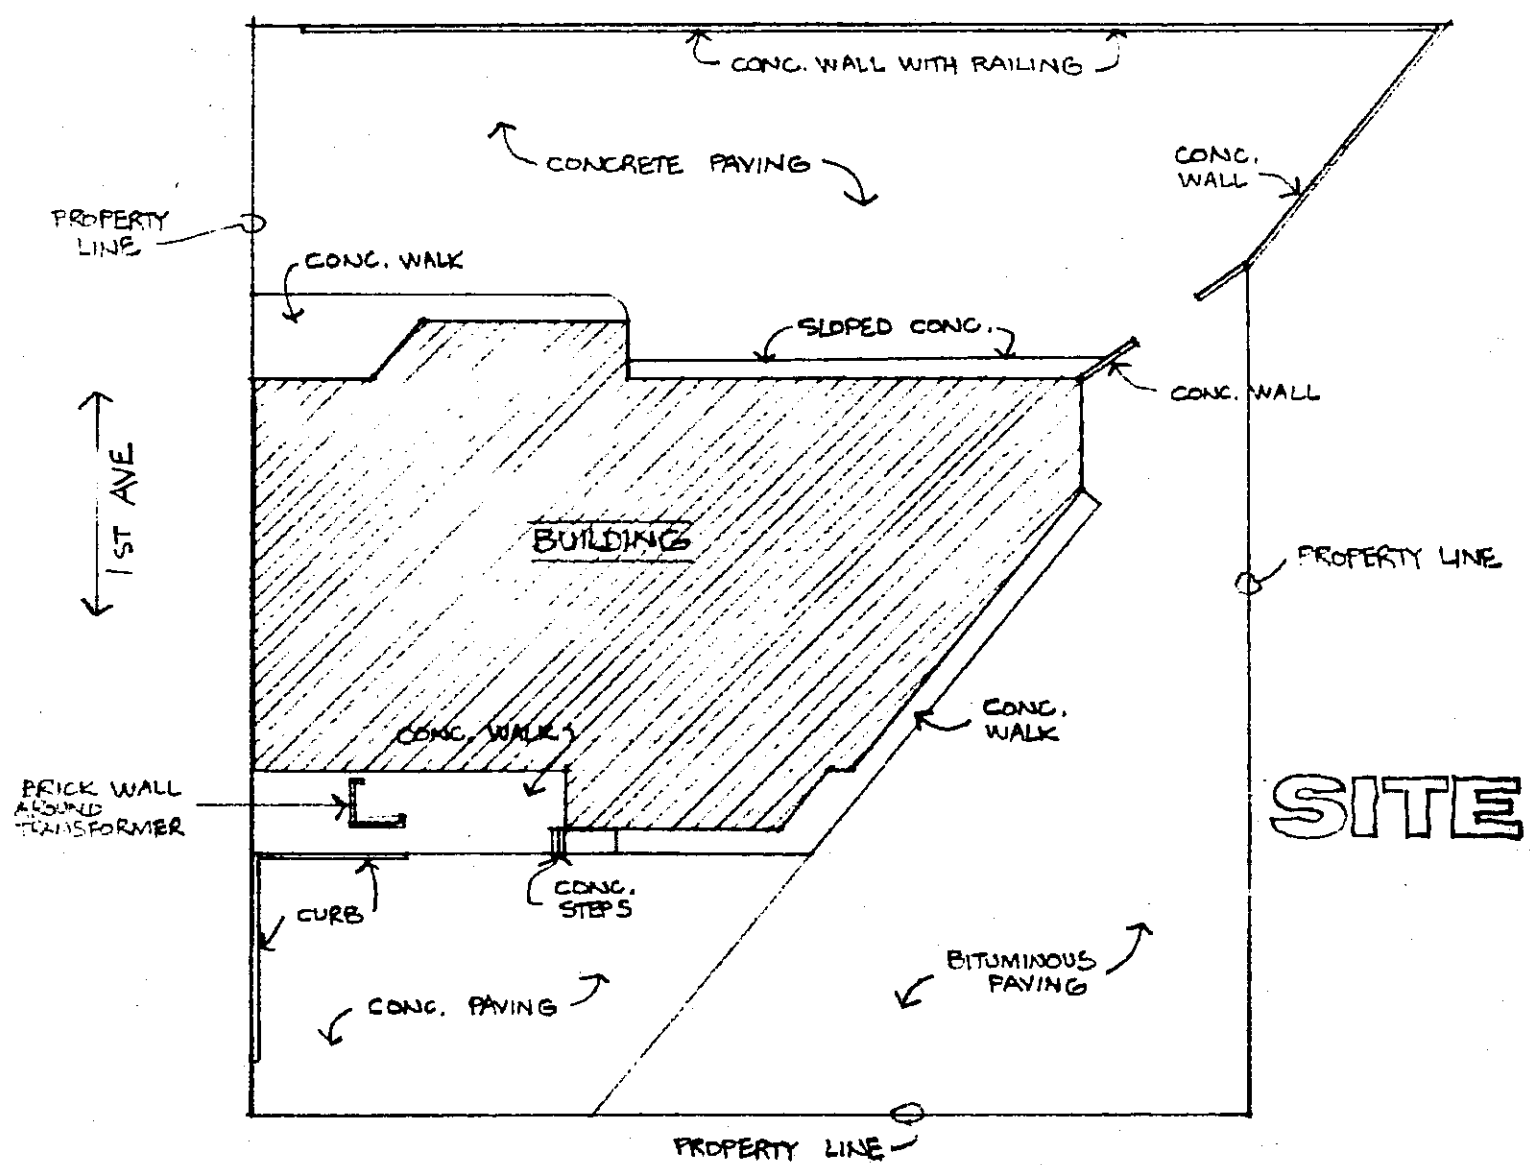 CONC. WALL WITH RAILING
CONCRETE PAVING
CONC.
WALL
PROPERTY
LINE
CONC. WALK
SLOPED CONC.
CONC. WALL
1ST AVE
BUILDING
PROPERTY LINE
CONC.
WALK
CONC. WALK
BRICK WALL
AROUND
TRANSFORMER
SITE
CONC.
STEPS
CURB
BITUMINOUS
PAVING
CONC. PAVING
PROPERTY LINE